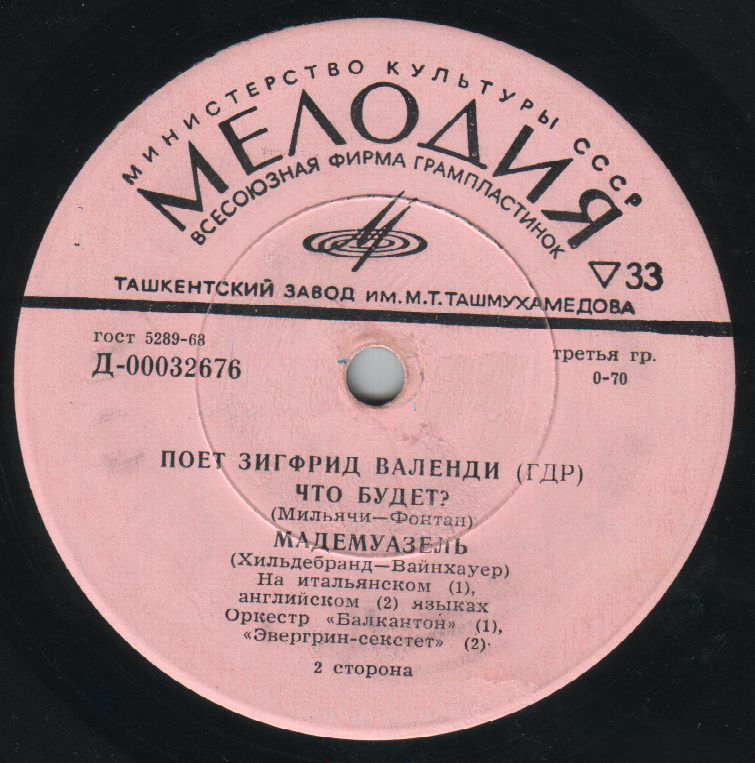 МИНИСТЕРСТВО КУЛЬТУРЫ СССР
МЕЛОДИЯ
ВСЕСОЮЗНАЯ ФИРМА ГРАМПЛАСТИНОК
33
ТАШКЕНТСКИЙ ЗАВОД ИМ. М.Т. ТАШМУХАМЕДОВА
гост 5289-68
Д-00032676
третья гр.
0-70
ПОЕТ ЗИГФРИД ВАЛЕНДИ (ГДР)
ЧТО БУДЕТ?
(Мильячи—Фонтан)
МАДЕМУАЗЕЛЬ
(Хильдебранд—Вайнхауер)
На итальянском (1),
английском (2) языках
Оркестр «Балкантон» (1),
«Эвергрин-секстет» (2)·
2 сторона